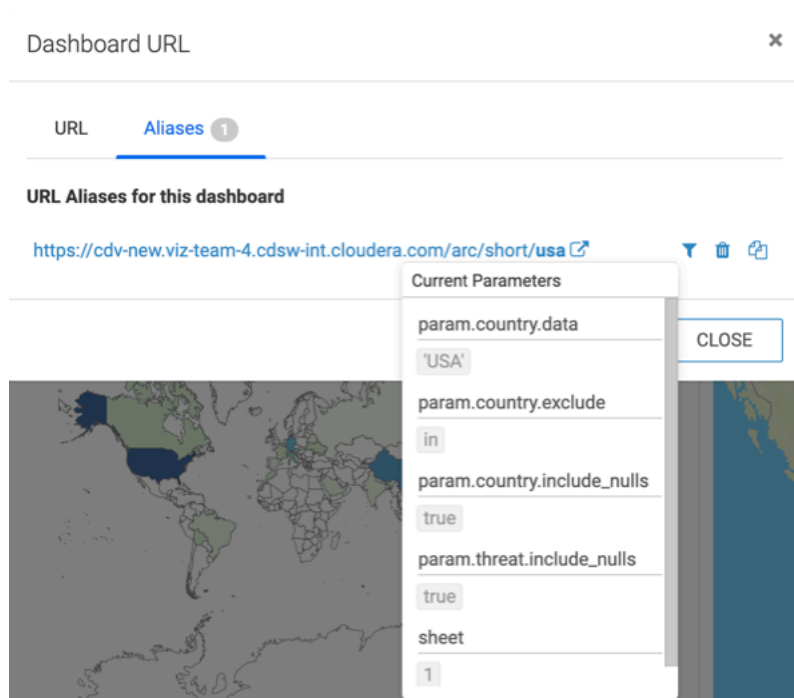 Dashboard URL
URL
Aliases 1
URL Aliases for this dashboard
https://cdv-new.viz-team-4.cdsw-int.cloudera.com/arc/short/usa
Current Parameters
param.country.data
'USA'
param.country.exclude
in
param.country.include_nulls
true
param.threat.include_nulls
true
sheet
1
CLOSE